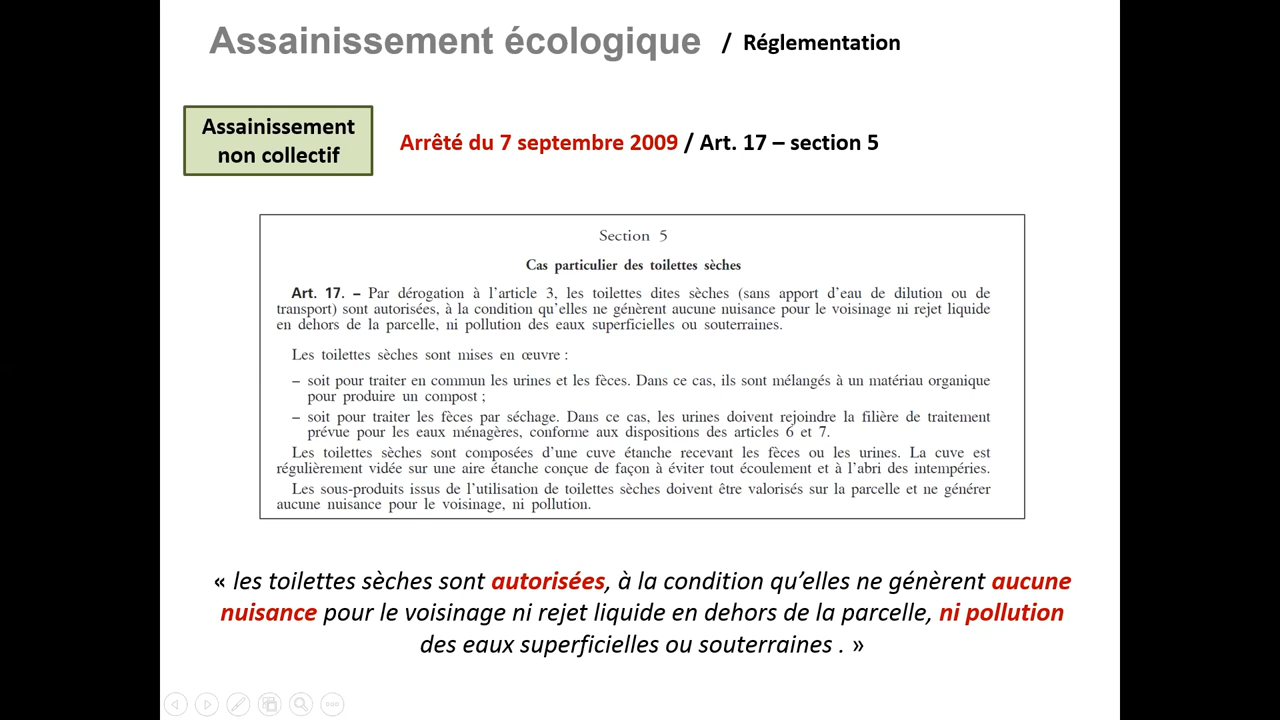 Assainissement écologique / Réglementation
Assainissement
non collectif
Arrêté du 7 septembre 2009 / Art. 17 – section 5
Section 5
Cas particulier des toilettes sèches
Art. 17. – Par dérogation à l'article 3, les toilettes dites sèches (sans apport d'eau de dilution ou de
transport) sont autorisées, à la condition qu'elles ne génèrent aucune nuisance pour le voisinage ni rejet liquide
en dehors de la parcelle, ni pollution des eaux superficielles ou souterraines.
Les toilettes sèches sont mises en œuvre :
– soit pour traiter en commun les urines et les fèces. Dans ce cas, ils sont mélangés à un matériau organique
pour produire un compost ;
– soit pour traiter les fèces par séchage. Dans ce cas, les urines doivent rejoindre la filière de traitement
prévue pour les eaux ménagères, conforme aux dispositions des articles 6 et 7.
Les toilettes sèches sont composées d'une cuve étanche recevant les fèces ou les urines. La cuve est
régulièrement vidée sur une aire étanche conçue de façon à éviter tout écoulement et à l'abri des intempéries.
Les sous-produits issus de l'utilisation de toilettes sèches doivent être valorisés sur la parcelle et ne générer
aucune nuisance pour le voisinage, ni pollution.
« les toilettes sèches sont autorisées, à la condition qu'elles ne génèrent aucune
nuisance pour le voisinage ni rejet liquide en dehors de la parcelle, ni pollution
des eaux superficielles ou souterraines . »